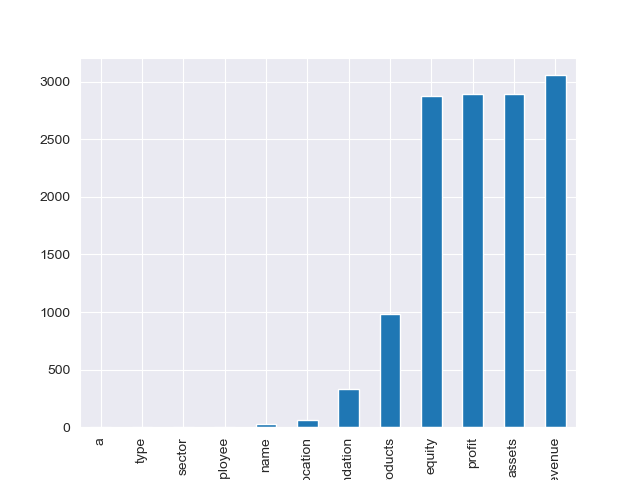 3000
2500
2000
1500
1000
500
0
a
type
sector
ployee
name
ocation
ndation
oducts
equity
profit
assets
evenue